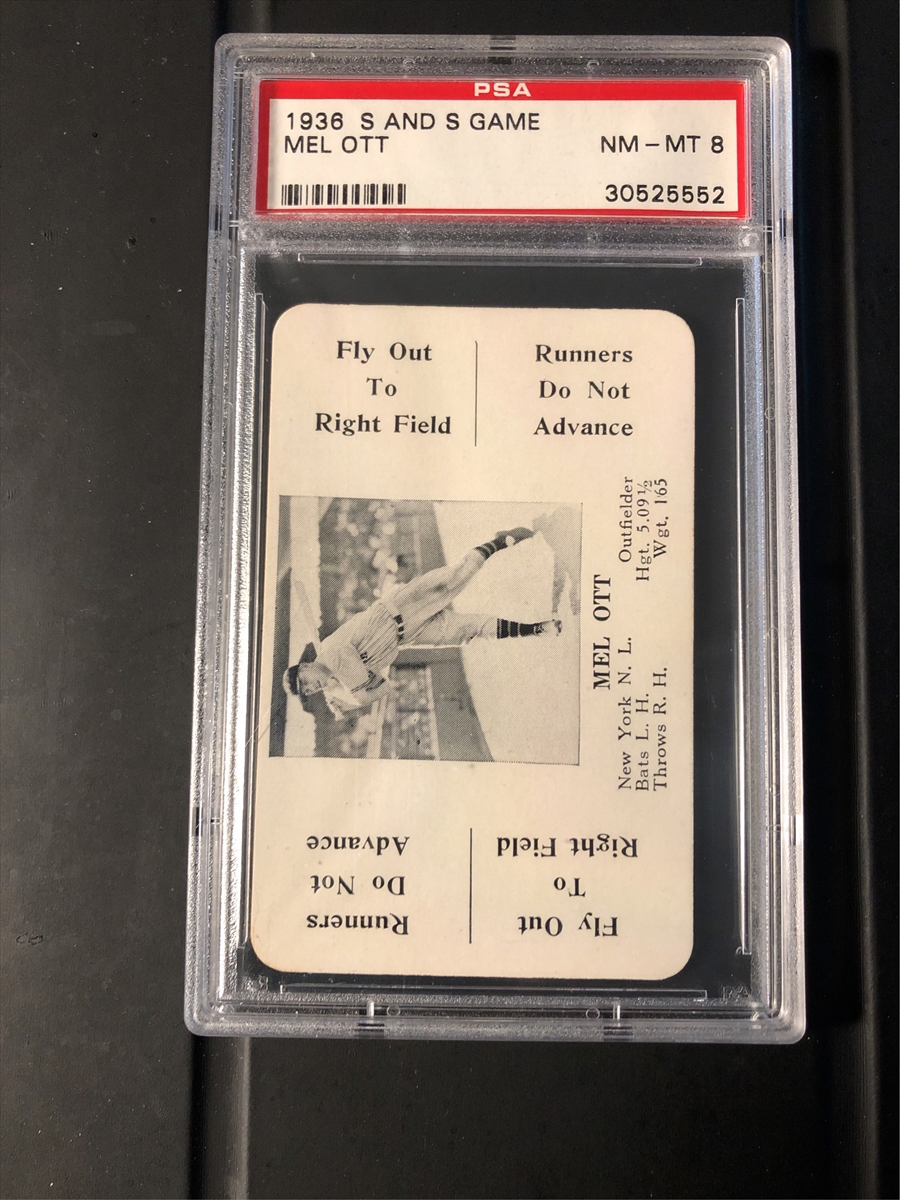 PSA
1936 S AND S GAME
MEL OTT NM - MT 8
30525552
Fly Out
To
Right Field
Runners
Do Not
Advance
MEL OTT
New York N. L. Outfielder
Bats L. H. Hgt. 5.09½
Throws R. H. Wgt. 165
Fly Out
To
Right Field
Runners
Do Not
Advance